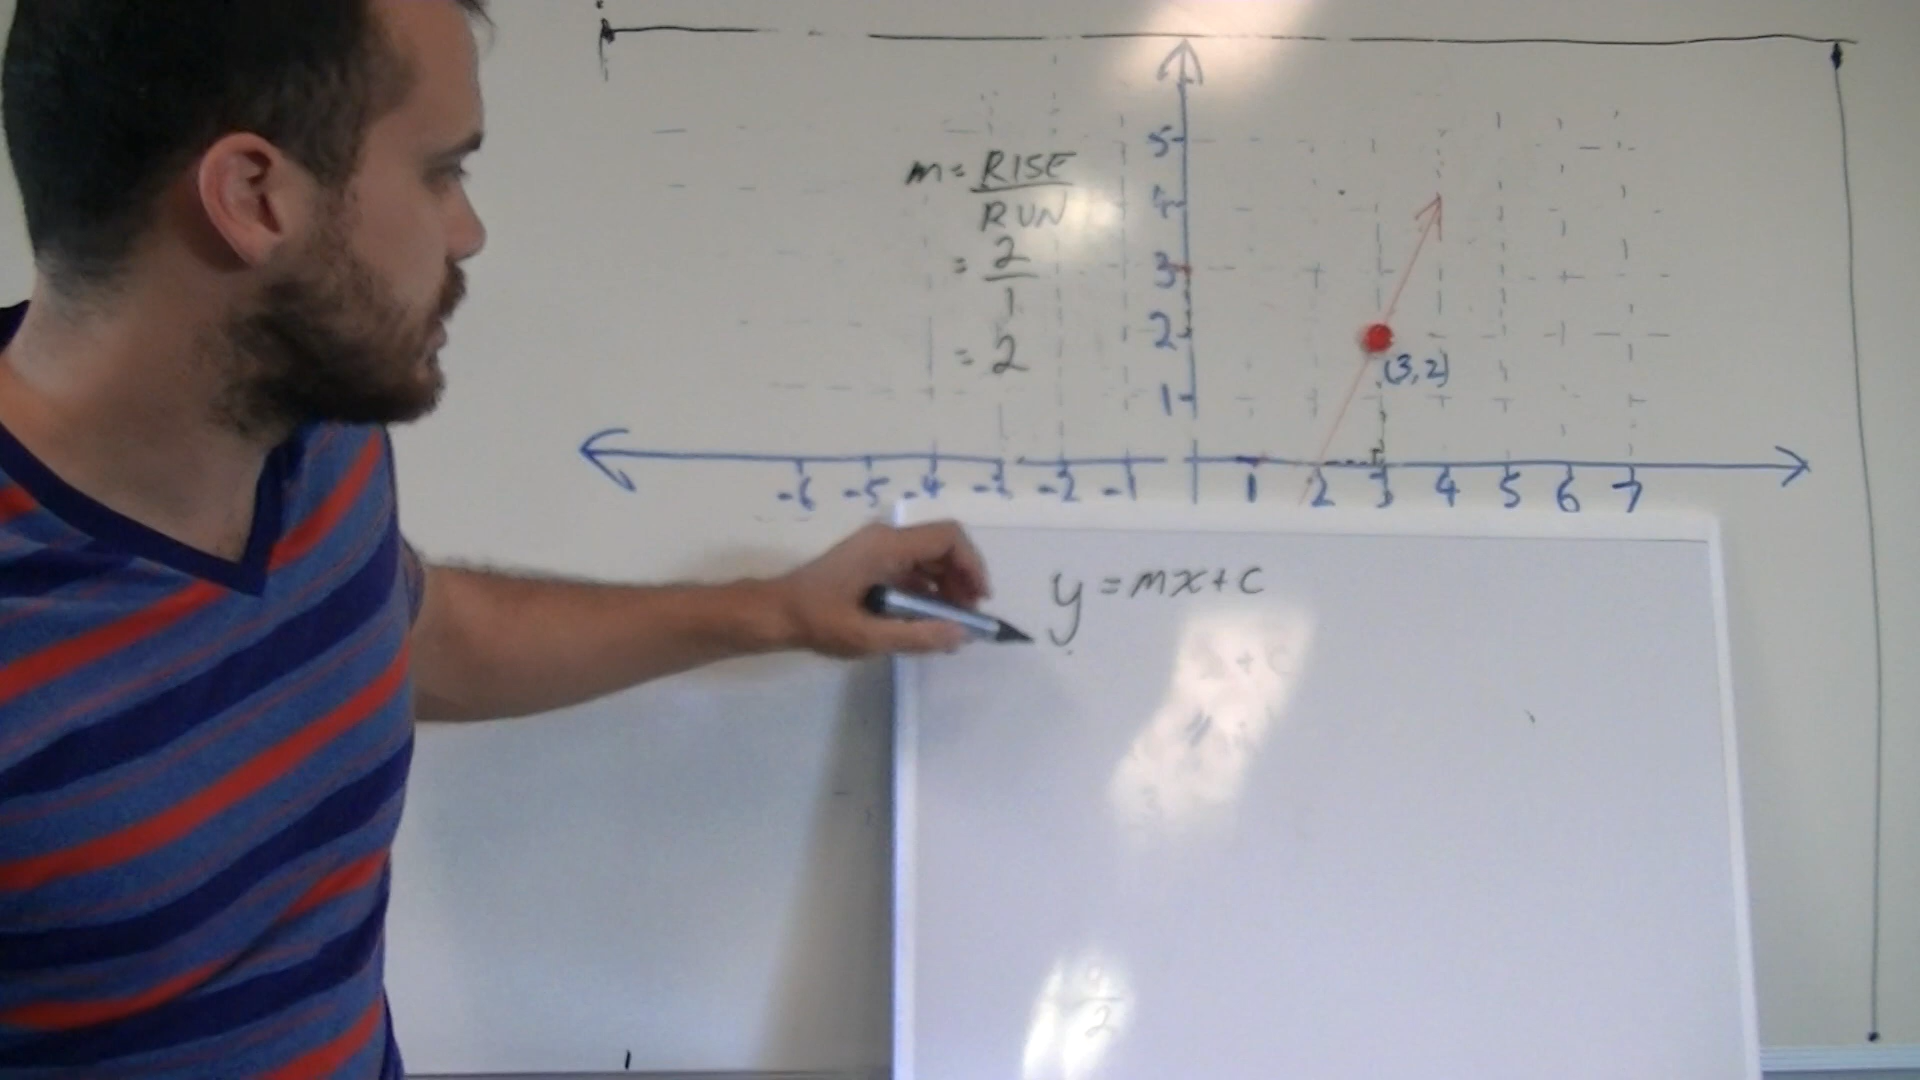 m = RISE
RUN
= 2
1
= 2
5
4
3
2
1
(3,2)
-6 -5 -4 -3 -2 -1 1 2 3 4 5 6 7
y = mx + c